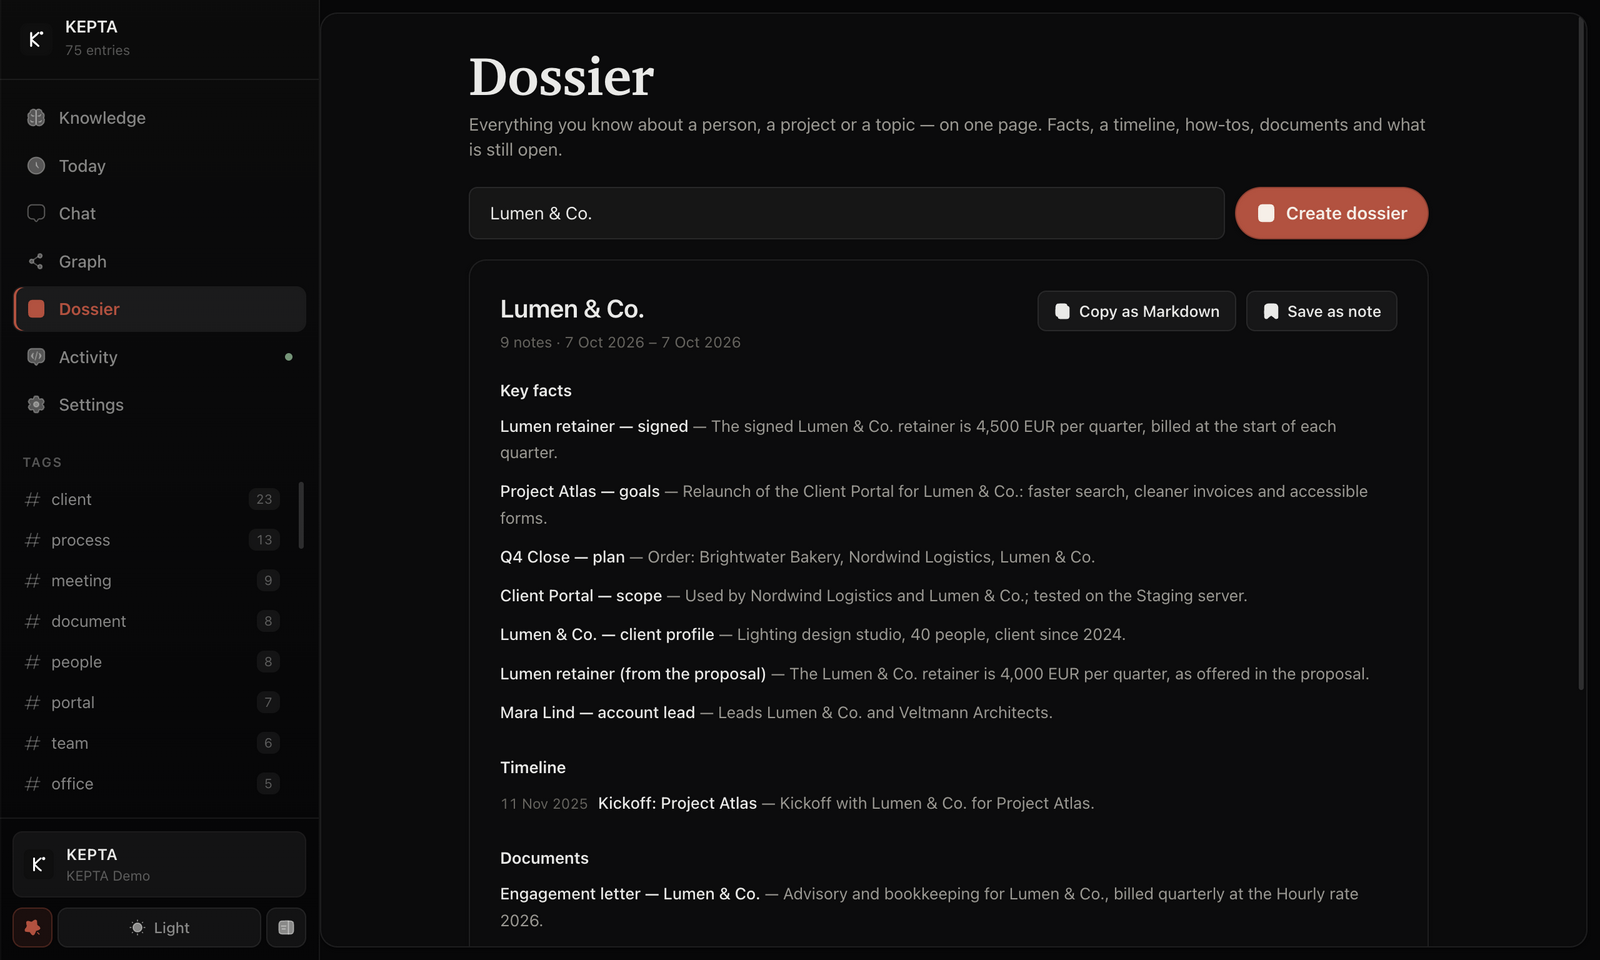 KEPTA
75 entries
Knowledge
Today
Chat
Graph
Dossier
Activity
Settings
TAGS
# client 23
# process 13
# meeting 9
# document 8
# people 8
# portal 7
# team 6
# office 5
KEPTA
KEPTA Demo
Light
Dossier
Everything you know about a person, a project or a topic — on one page. Facts, a timeline, how-tos, documents and what
is still open.
Lumen & Co.
Create dossier
Lumen & Co.
Copy as Markdown
Save as note
9 notes · 7 Oct 2026 – 7 Oct 2026
Key facts
Lumen retainer — signed — The signed Lumen & Co. retainer is 4,500 EUR per quarter, billed at the start of each
quarter.
Project Atlas — goals — Relaunch of the Client Portal for Lumen & Co.: faster search, cleaner invoices and accessible
forms.
Q4 Close — plan — Order: Brightwater Bakery, Nordwind Logistics, Lumen & Co.
Client Portal — scope — Used by Nordwind Logistics and Lumen & Co.; tested on the Staging server.
Lumen & Co. — client profile — Lighting design studio, 40 people, client since 2024.
Lumen retainer (from the proposal) — The Lumen & Co. retainer is 4,000 EUR per quarter, as offered in the proposal.
Mara Lind — account lead — Leads Lumen & Co. and Veltmann Architects.
Timeline
11 Nov 2025 Kickoff: Project Atlas — Kickoff with Lumen & Co. for Project Atlas.
Documents
Engagement letter — Lumen & Co. — Advisory and bookkeeping for Lumen & Co., billed quarterly at the Hourly rate
2026.